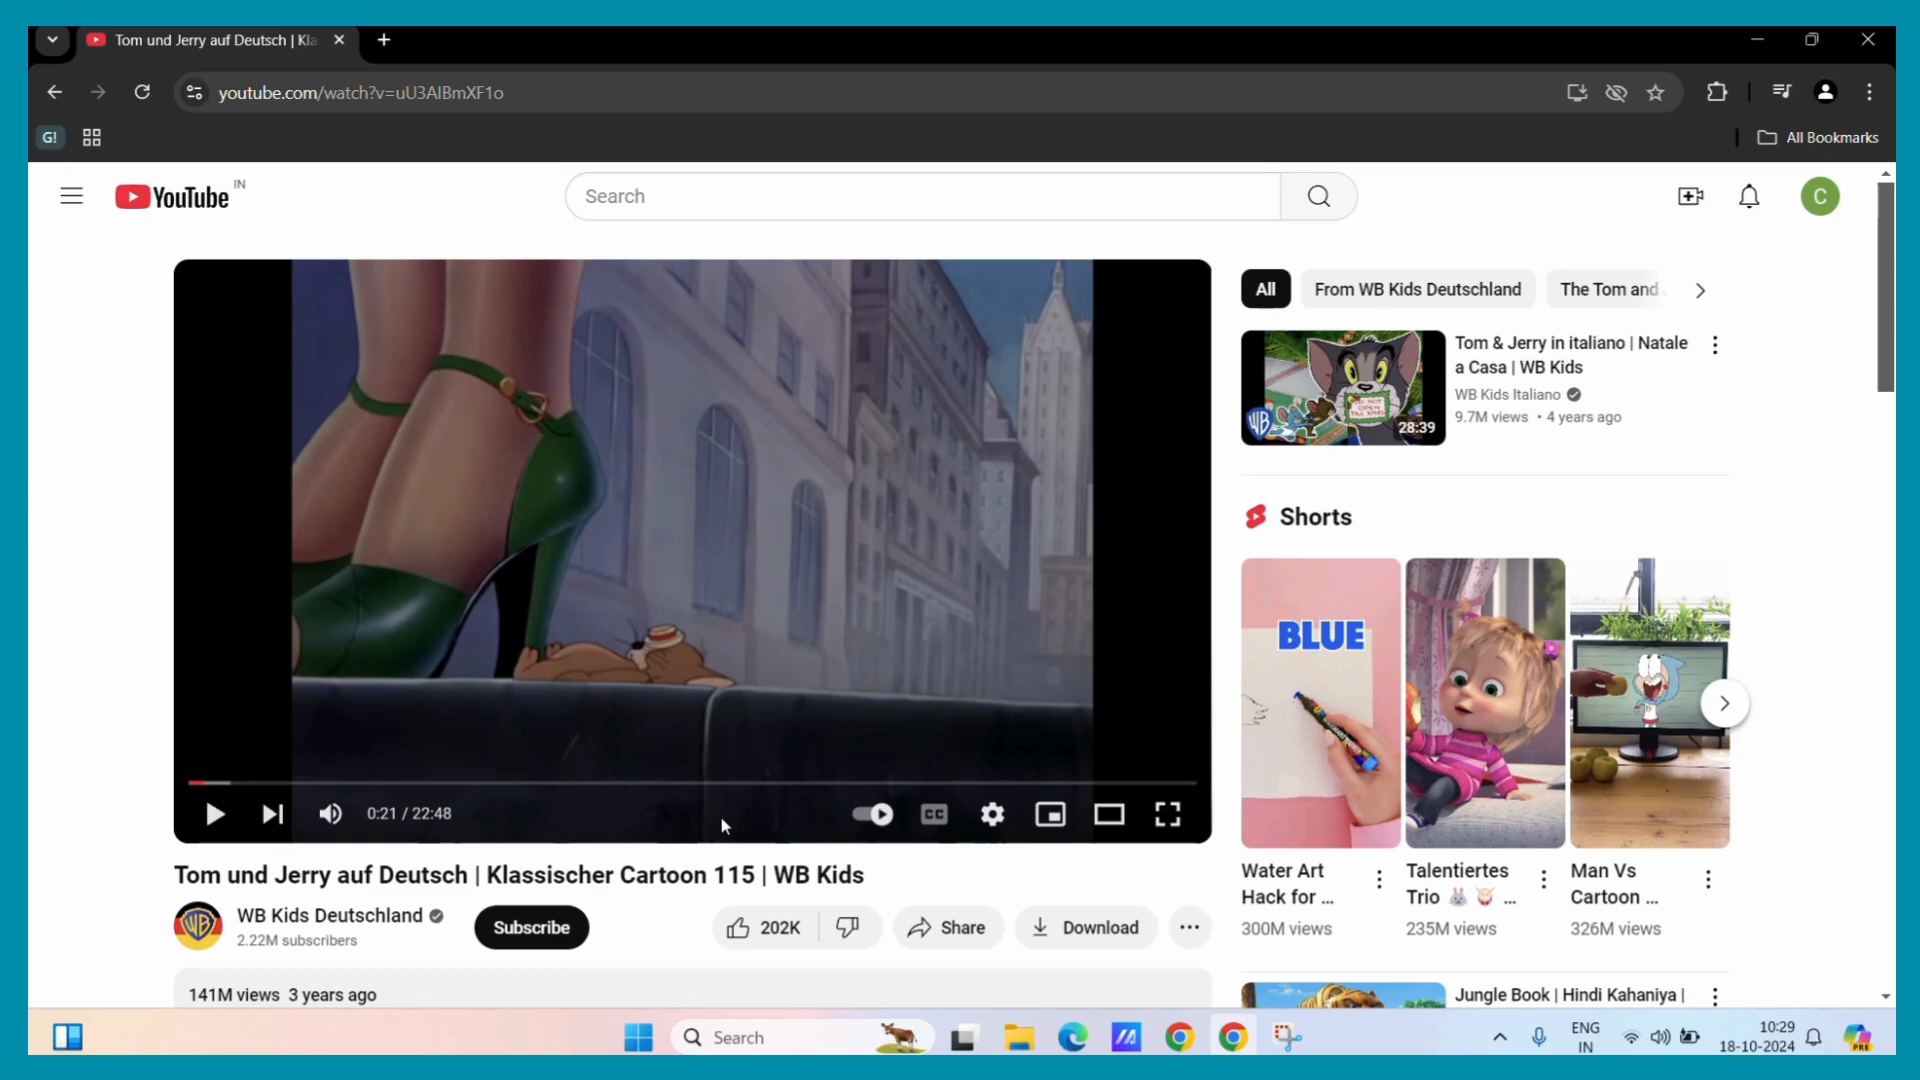 Tom und Jerry auf Deutsch | Kla
youtube.com/watch?v=uU3AIBmXF1o
G!
All Bookmarks
YouTube IN
Search
C
All
From WB Kids Deutschland
The Tom and
Tom & Jerry in italiano | Natale
a Casa | WB Kids
WB Kids Italiano
9.7M views • 4 years ago
28:39
WB
Shorts
BLUE
CC
0:21 / 22:48
Tom und Jerry auf Deutsch | Klassischer Cartoon 115 | WB Kids
WB Kids Deutschland
2.22M subscribers
Subscribe
202K
Share
Download
Water Art
Hack for ...
300M views
Talentiertes
Trio 🐰 🥁 ...
235M views
Man Vs
Cartoon ...
326M views
141M views 3 years ago
Jungle Book | Hindi Kahaniya |
Search
ENG
IN
10:29
18-10-2024
PRE